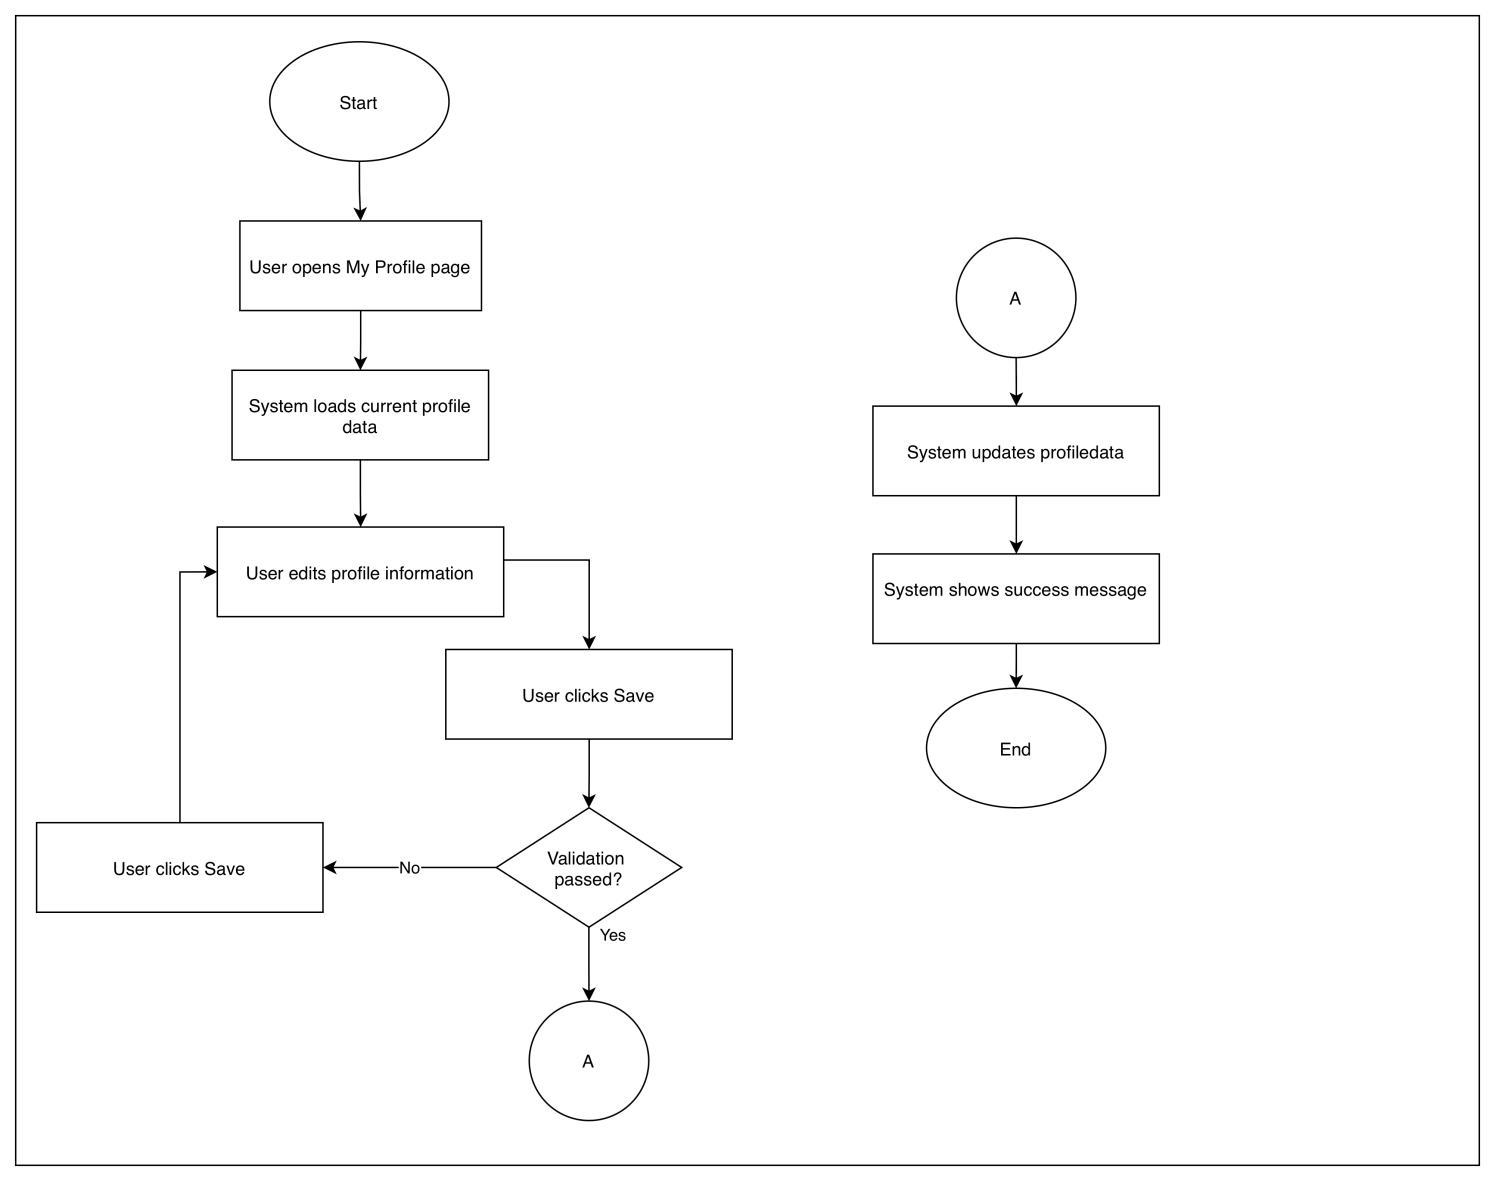 Start
User opens My Profile page
System loads current profile
data
User edits profile information
User clicks Save
Validation
passed?
No
User clicks Save
Yes
A
A
System updates profiledata
System shows success message
End